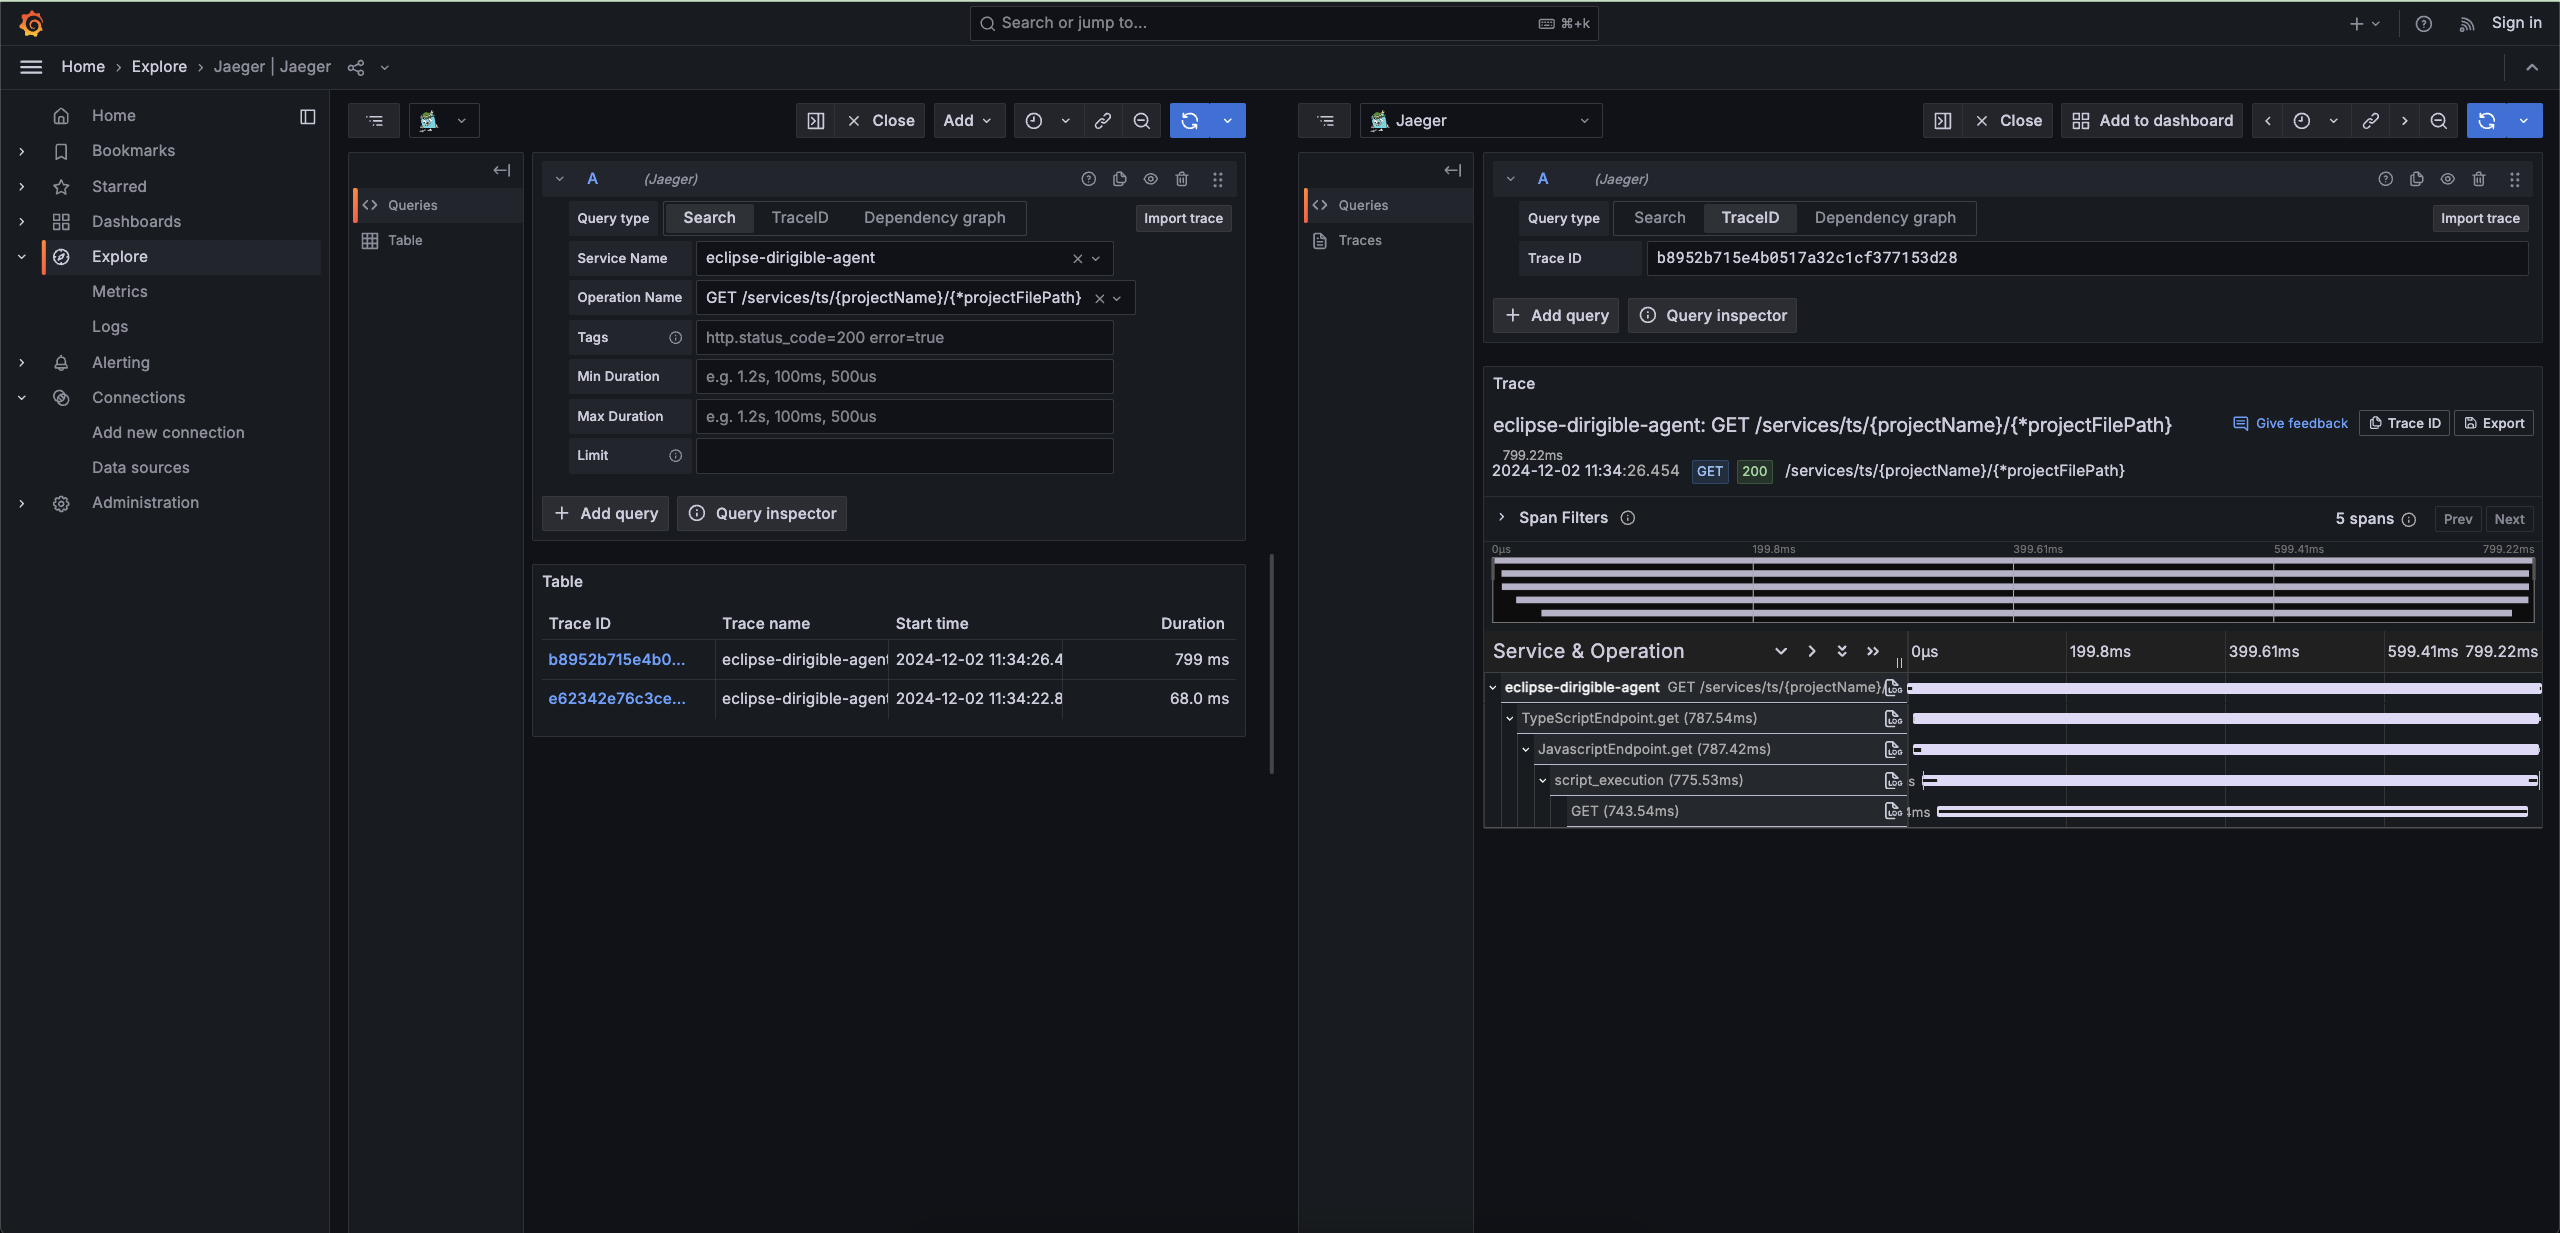 Search or jump to...
⌘+k
Sign in
Home › Explore › Jaeger | Jaeger
Home
Bookmarks
Starred
Dashboards
Explore
Metrics
Logs
Alerting
Connections
Add new connection
Data sources
Administration
Close
Add
Queries
Table
A (Jaeger)
Query type Search TraceID Dependency graph Import trace
Service Name eclipse-dirigible-agent
Operation Name GET /services/ts/{projectName}/{*projectFilePath}
Tags http.status_code=200 error=true
Min Duration e.g. 1.2s, 100ms, 500us
Max Duration e.g. 1.2s, 100ms, 500us
Limit
+ Add query Query inspector
Table
Trace ID Trace name Start time Duration
b8952b715e4b0... eclipse-dirigible-agent 2024-12-02 11:34:26.4 799 ms
e62342e76c3ce... eclipse-dirigible-agent 2024-12-02 11:34:22.8 68.0 ms
Jaeger
Close
Add to dashboard
Queries
Traces
A (Jaeger)
Query type Search TraceID Dependency graph Import trace
Trace ID b8952b715e4b0517a32c1cf377153d28
+ Add query Query inspector
Trace
eclipse-dirigible-agent: GET /services/ts/{projectName}/{*projectFilePath} Give feedback Trace ID Export
799.22ms
2024-12-02 11:34:26.454 GET 200 /services/ts/{projectName}/{*projectFilePath}
Span Filters 5 spans Prev Next
0µs 199.8ms 399.61ms 599.41ms 799.22ms
Service & Operation 0µs 199.8ms 399.61ms 599.41ms 799.22ms
eclipse-dirigible-agent GET /services/ts/{projectName}/ LOG
TypeScriptEndpoint.get (787.54ms) LOG
JavascriptEndpoint.get (787.42ms) LOG
script_execution (775.53ms) LOG s
GET (743.54ms) LOG ms